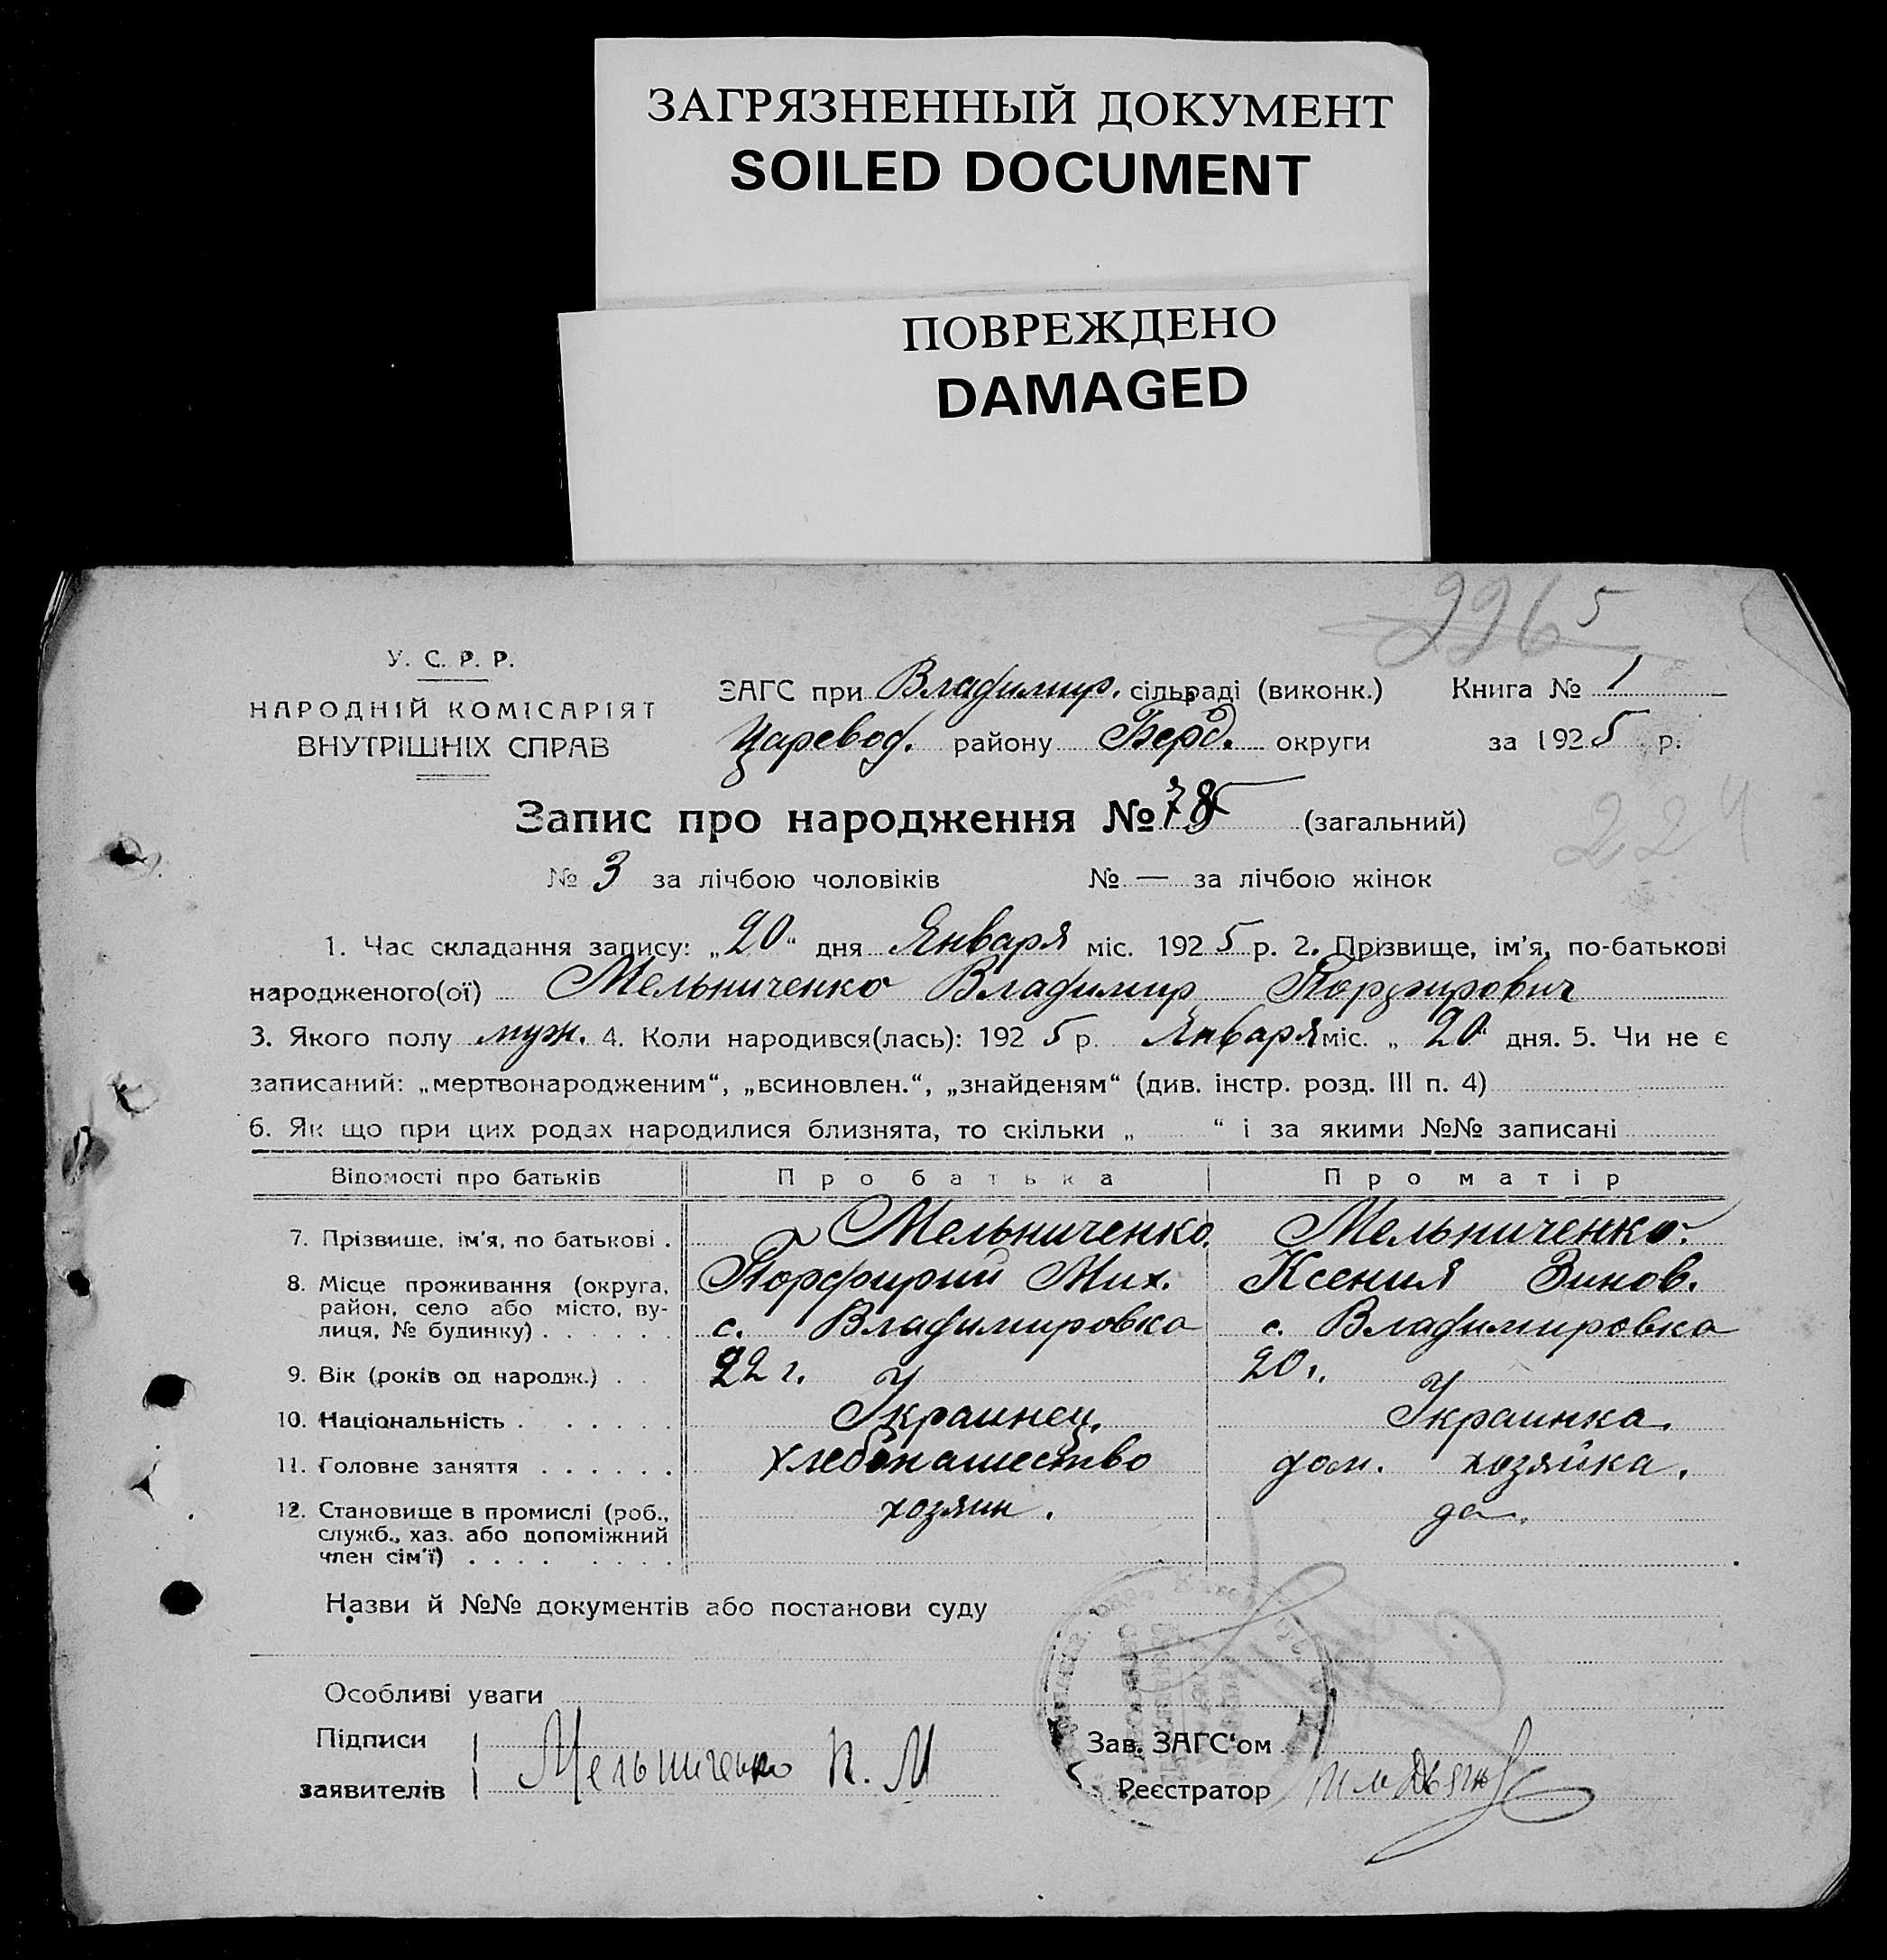 ЗАГРЯЗНЕННЫЙ ДОКУМЕНТ
SOILED DOCUMENT
ПОВРЕЖДЕНО
DAMAGED
5
У. С. Р. Р.
НАРОДНІЙ КОМІСАРІЯТ
ВНУТРІШНІХ СПРАВ
ЗАГС при Владимир. сільраді (виконк.) Книга № 1
Царевод. району Берд. округи за 1925 р.
224
Запис про народження № (загальний)
№ 3 за лічбою чоловіків № — за лічбою жінок
1. Час складання запису: „20“ дня Января міс. 1925 р. 2. Прізвище, ім'я, по-батькові
народженого(ої) Мельниченко Владимир Порфирович
3. Якого полу муж. 4. Коли народився(лась): 1925 р. Января міс. „20“ дня. 5. Чи не є
записаний: „мертвонародженим“, „всиновлен.“, „знайденям“ (див. інстр. розд. III п. 4)
6. Як що при цих родах народилися близнята, то скільки „ “ і за якими №№ записані
Відомості про батьків Про батька Про матір
7. Прізвище, ім'я, по батькові . Мельниченко. Мельниченко.
Порфирий Мих. Ксения Зинов.
8. Місце проживання (округа,
район, село або місто, ву-
лиця, № будинку) . . . . . . с. Владимировка с. Владимировка
9. Вік (років од народж.) . . 22 г. 20 г.
10. Національність . . . . . . . Украинец. Украинка.
11. Головне заняття . . . . . . хлебопашество дом. хозяйка.
12. Становище в промислі (роб.,
служб., хаз. або допоміжний
член сім'ї) . . . . . . . . хозяин. да.
Назви й №№ документів або постанови суду
Особливі уваги
Підписи
заявителів Мельниченко П. М
Зав. ЗАГС'ом
Реєстратор